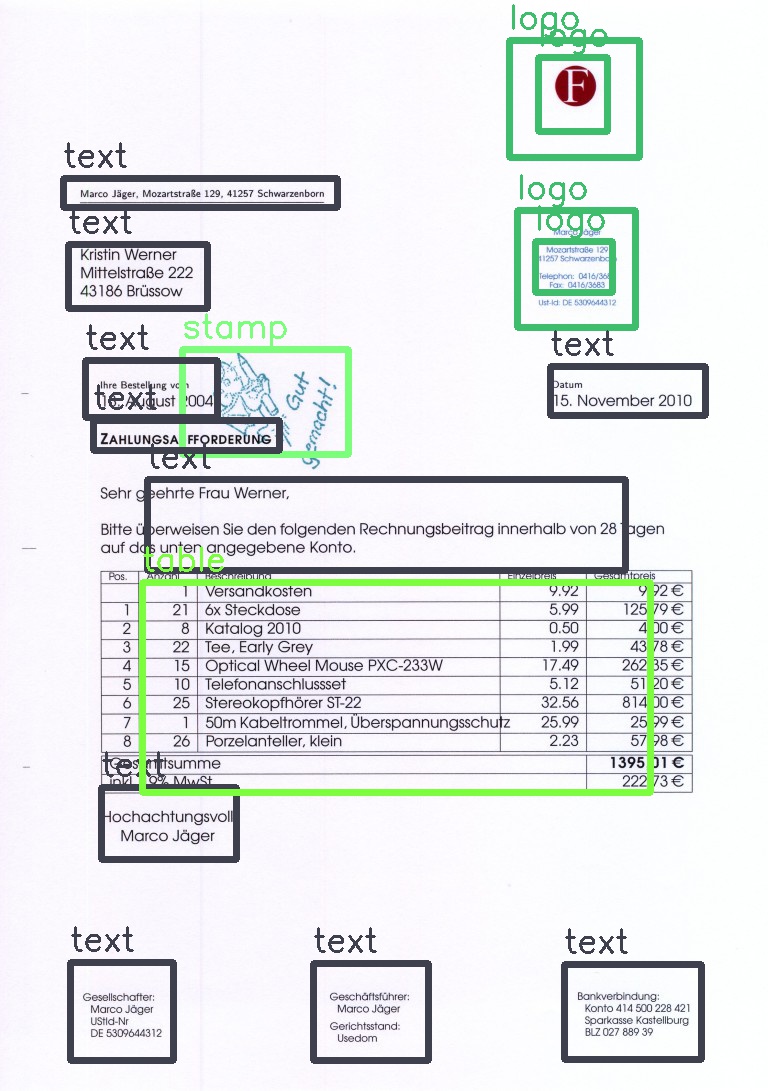 logo
logo
F
text
Marco Jäger, Mozartstraße 129, 41257 Schwarzenborn
text
Kristin Werner
Mittelstraße 222
43186 Brüssow
logo
logo
Marco Jäger
Mozartstraße 129
41257 Schwarzenborn
Telephon: 0416/368
Fax: 0416/3683
Ust-Id: DE 5309644312
text
Ihre Bestellung vom
August 2004
stamp
Gut
gemacht!
text
Datum
15. November 2010
text
ZAHLUNGSAUFFORDERUNG
text
Sehr geehrte Frau Werner,
Bitte überweisen Sie den folgenden Rechnungsbeitrag innerhalb von 28 Tagen
auf das unten angegebene Konto.
table
Pos. Anzahl Beschreibung Einzelpreis Gesamtpreis
1 Versandkosten 9.92 9.92 €
1 21 6x Steckdose 5.99 125.79 €
2 8 Katalog 2010 0.50 4.00 €
3 22 Tee, Early Grey 1.99 43.78 €
4 15 Optical Wheel Mouse PXC-233W 17.49 262.35 €
5 10 Telefonanschlussset 5.12 51.20 €
6 25 Stereokopfhörer ST-22 32.56 814.00 €
7 1 50m Kabeltrommel, Überspannungsschutz 25.99 25.99 €
8 26 Porzelanteller, klein 2.23 57.98 €
Gesamtsumme 1395.01 €
inkl. 19% MwSt. 222.73 €
text
Hochachtungsvoll
Marco Jäger
text
Gesellschafter:
Marco Jäger
UStId-Nr
DE 5309644312
text
Geschäftsführer:
Marco Jäger
Gerichtsstand:
Usedom
text
Bankverbindung:
Konto 414 500 228 421
Sparkasse Kastellburg
BLZ 027 889 39